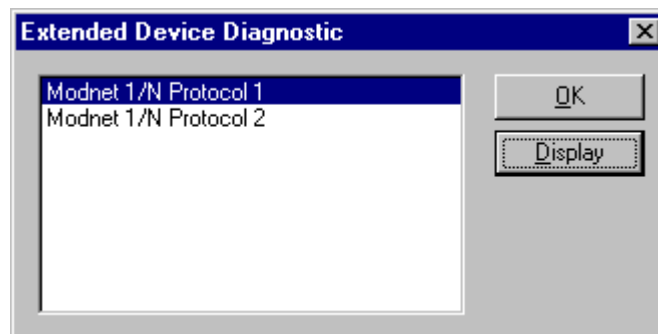 Extended Device Diagnostic
Modnet 1/N Protocol 1
Modnet 1/N Protocol 2
OK
Display